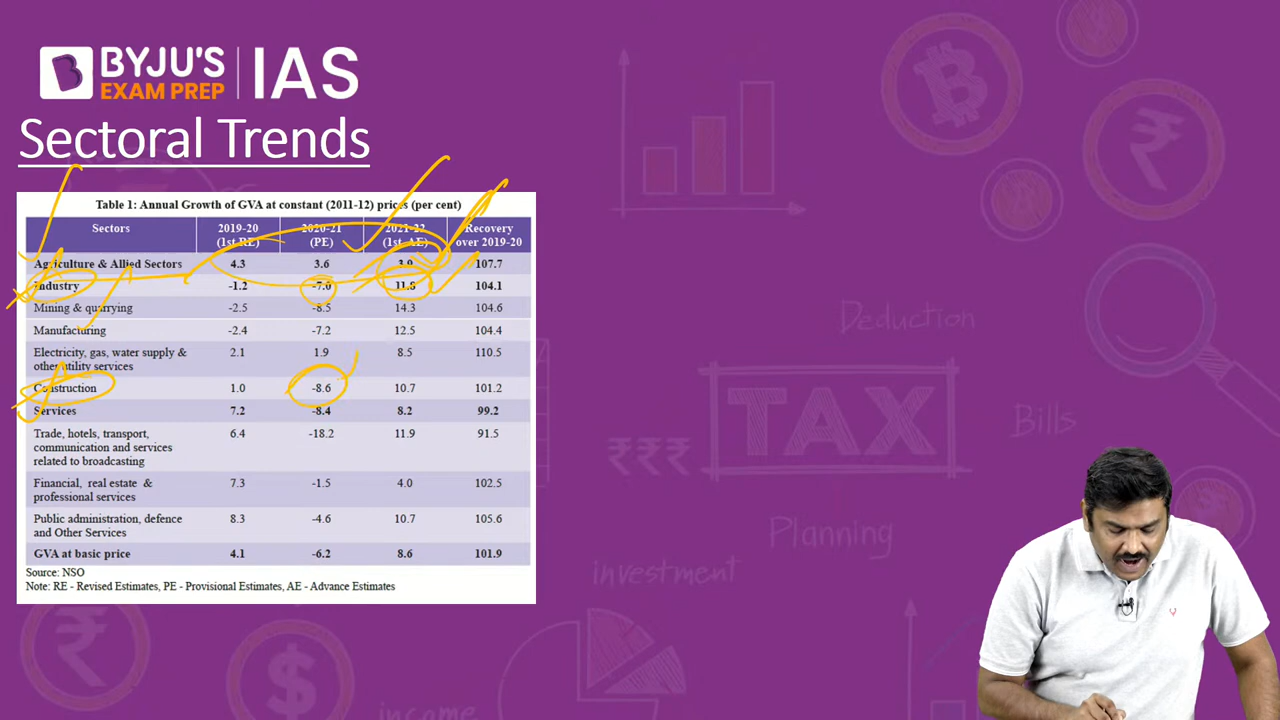 BYJU'S
EXAM PREP
IAS
Sectoral Trends
Table 1: Annual Growth of GVA at constant (2011-12) prices (per cent)
Sectors 2019-20 (1st RE) 2020-21 (PE) 2021-22 (1st AE) Recovery over 2019-20
Agriculture & Allied Sectors 4.3 3.6 3.9 107.7
Industry -1.2 -7.0 11.8 104.1
Mining & quarrying -2.5 -8.5 14.3 104.6
Manufacturing -2.4 -7.2 12.5 104.4
Electricity, gas, water supply & 2.1 1.9 8.5 110.5
other utility services
Construction 1.0 -8.6 10.7 101.2
Services 7.2 -8.4 8.2 99.2
Trade, hotels, transport, 6.4 -18.2 11.9 91.5
communication and services
related to broadcasting
Financial, real estate & 7.3 -1.5 4.0 102.5
professional services
Public administration, defence 8.3 -4.6 10.7 105.6
and Other Services
GVA at basic price 4.1 -6.2 8.6 101.9
Source: NSO
Note: RE - Revised Estimates, PE - Provisional Estimates, AE - Advance Estimates
Deduction
TAX
Bills
₹₹₹
Planning
investment
income